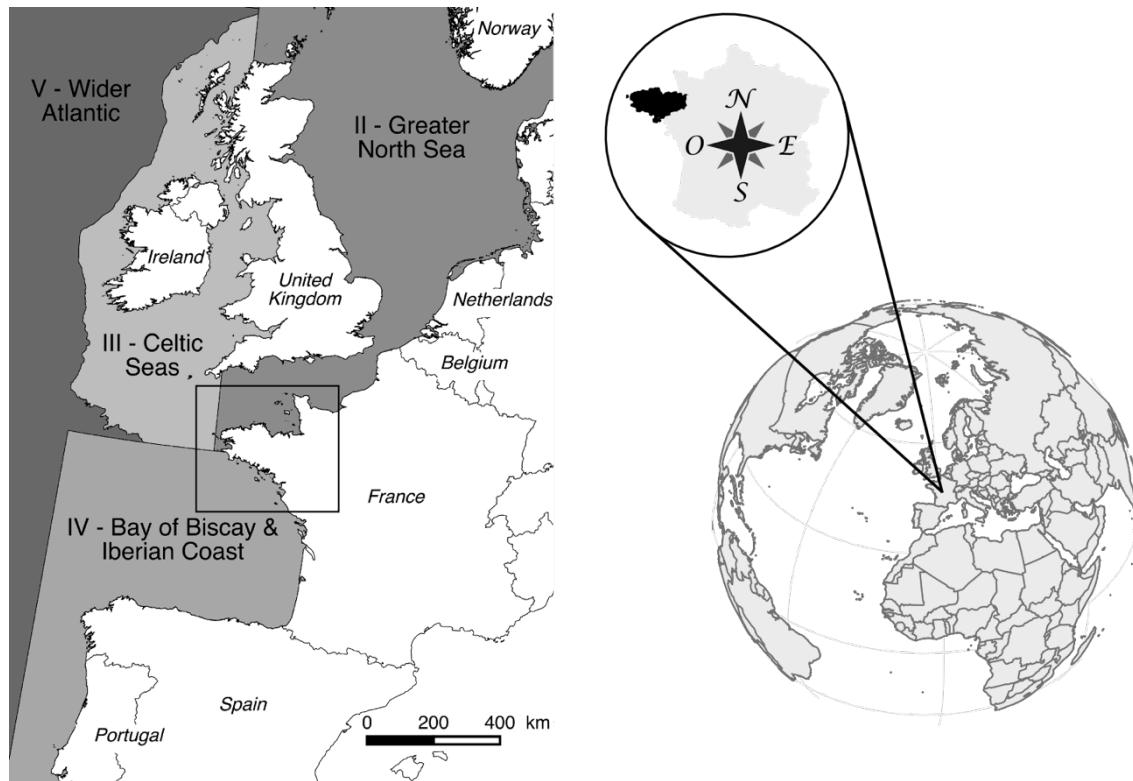 Norway
V - Wider
Atlantic
II - Greater
North Sea
Ireland
United
Kingdom
Netherlands
Belgium
III - Celtic
Seas
France
IV - Bay of Biscay &
Iberian Coast
Spain
Portugal
0 200 400 km
N
O E
S